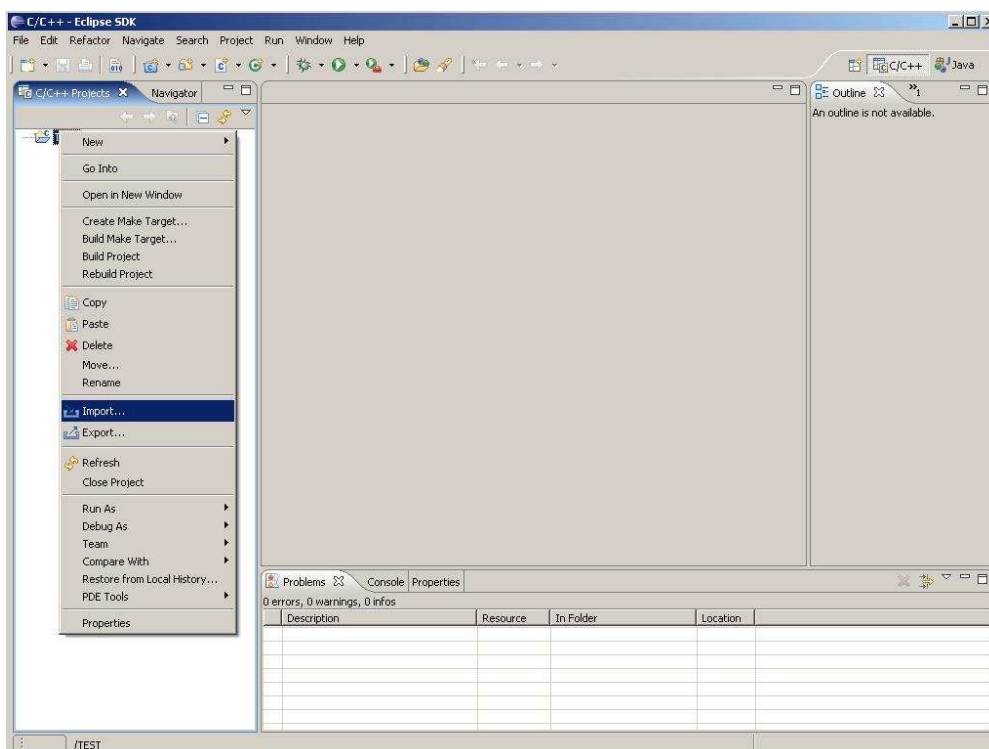 C/C++ - Eclipse SDK
File Edit Refactor Navigate Search Project Run Window Help
C/C++ Java
C/C++ Projects Navigator
Outline 1
An outline is not available.
New
Go Into
Open in New Window
Create Make Target...
Build Make Target...
Build Project
Rebuild Project
Copy
Paste
Delete
Move...
Rename
Import...
Export...
Refresh
Close Project
Run As
Debug As
Team
Compare With
Restore from Local History...
PDE Tools
Properties
Problems Console Properties
0 errors, 0 warnings, 0 infos
Description Resource In Folder Location
/TEST